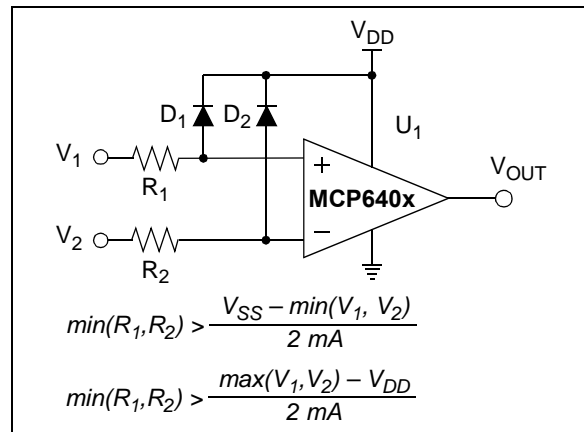 V_DD
D_1 D_2 U_1
V_1
R_1
+
MCP640x
V_OUT
V_2
R_2
−
min(R_1,R_2) > (V_SS – min(V_1, V_2)) / 2 mA
min(R_1,R_2) > (max(V_1,V_2) – V_DD) / 2 mA